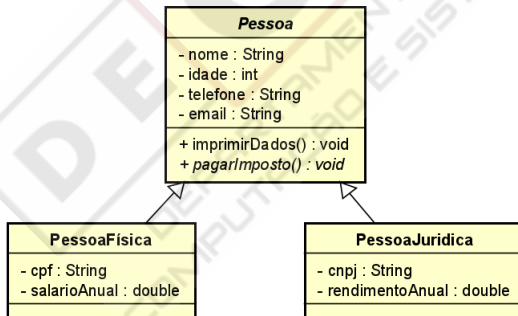 Pessoa
- nome : String
- idade : int
- telefone : String
- email : String
+ imprimirDados() : void
+ pagarImposto() : void
PessoaFísica
- cpf : String
- salarioAnual : double
PessoaJuridica
- cnpj : String
- rendimentoAnual : double